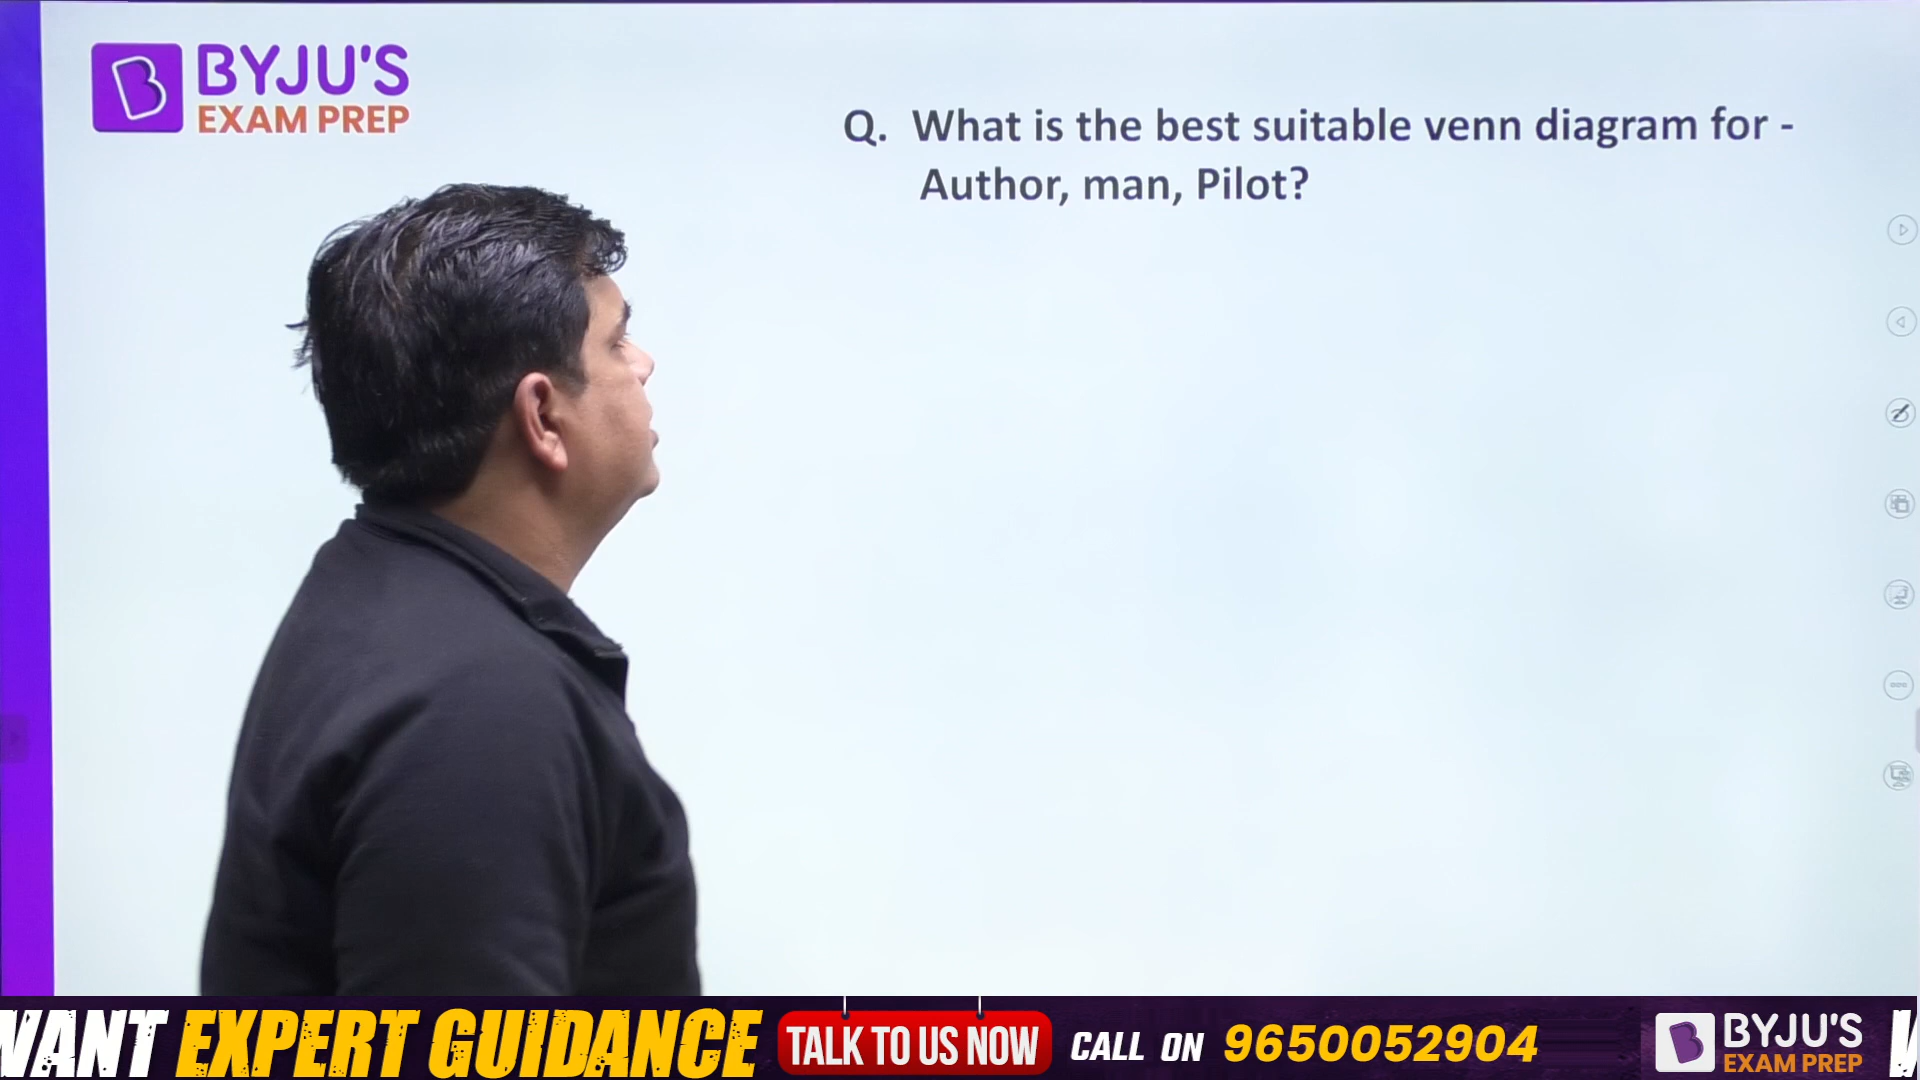 BYJU'S
EXAM PREP
Q. What is the best suitable venn diagram for -
Author, man, Pilot?
WANT EXPERT GUIDANCE TALK TO US NOW CALL ON 9650052904
BYJU'S
EXAM PREP